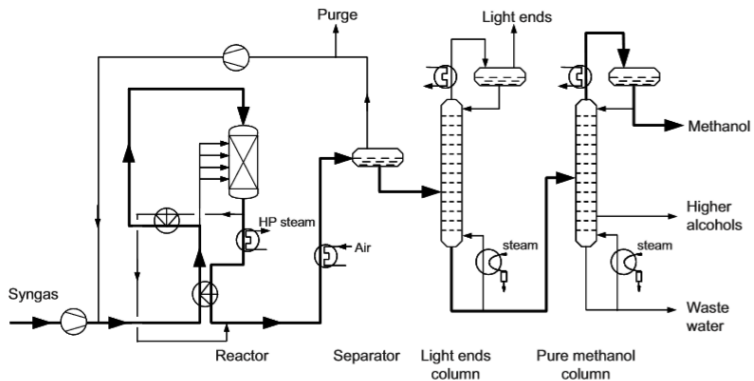 Purge
Light ends
Methanol
HP steam
Higher
alcohols
Air
steam
steam
Syngas
Waste
water
Reactor
Separator
Light ends
column
Pure methanol
column